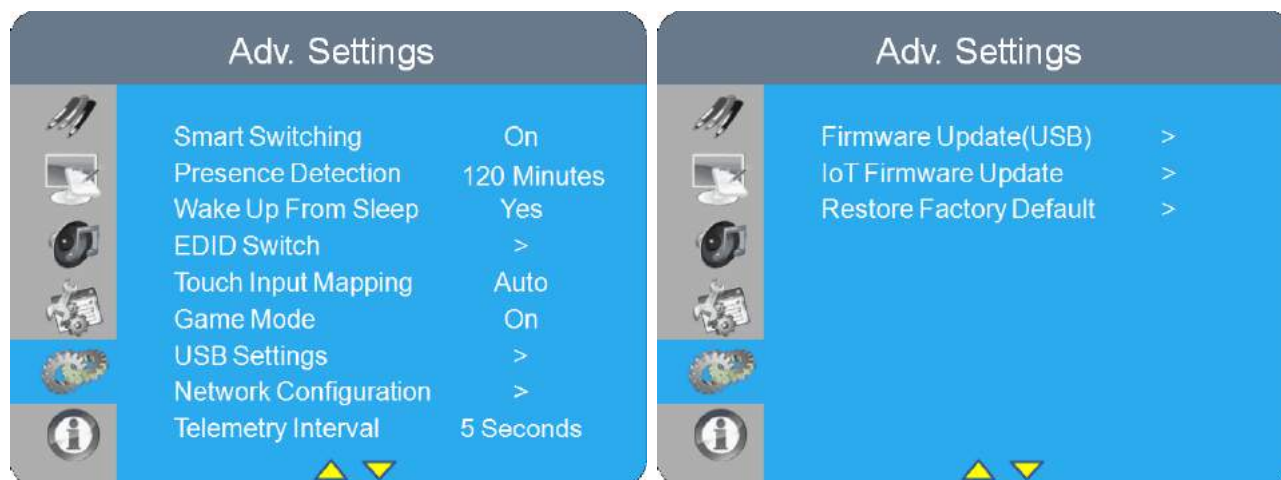 Adv. Settings
Smart Switching On
Presence Detection 120 Minutes
Wake Up From Sleep Yes
EDID Switch >
Touch Input Mapping Auto
Game Mode On
USB Settings >
Network Configuration >
Telemetry Interval 5 Seconds
Adv. Settings
Firmware Update(USB) >
IoT Firmware Update >
Restore Factory Default >